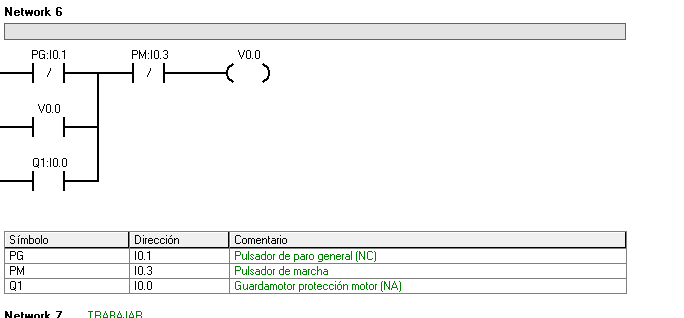 Network 6
PG:I0.1 PM:I0.3 V0.0
V0.0
Q1:I0.0
Símbolo Dirección Comentario
PG I0.1 Pulsador de paro general (NC)
PM I0.3 Pulsador de marcha
Q1 I0.0 Guardamotor protección motor (NA)
Network 7 TRABAJAR